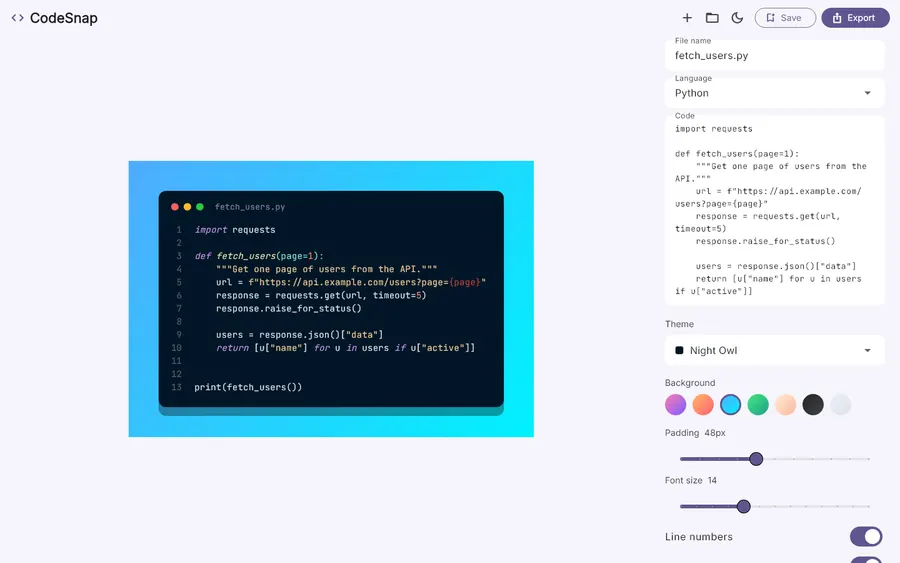 CodeSnap
Save
Export
fetch_users.py
1 import requests
2
3 def fetch_users(page=1):
4     """Get one page of users from the API."""
5     url = f"https://api.example.com/users?page={page}"
6     response = requests.get(url, timeout=5)
7     response.raise_for_status()
8
9     users = response.json()["data"]
10     return [u["name"] for u in users if u["active"]]
11
12
13 print(fetch_users())
File name
fetch_users.py
Language
Python
Code
import requests
def fetch_users(page=1):
    """Get one page of users from the
API."""
    url = f"https://api.example.com/
users?page={page}"
    response = requests.get(url,
timeout=5)
    response.raise_for_status()
    users = response.json()["data"]
    return [u["name"] for u in users
if u["active"]]
Theme
Night Owl
Background
Padding 48px
Font size 14
Line numbers